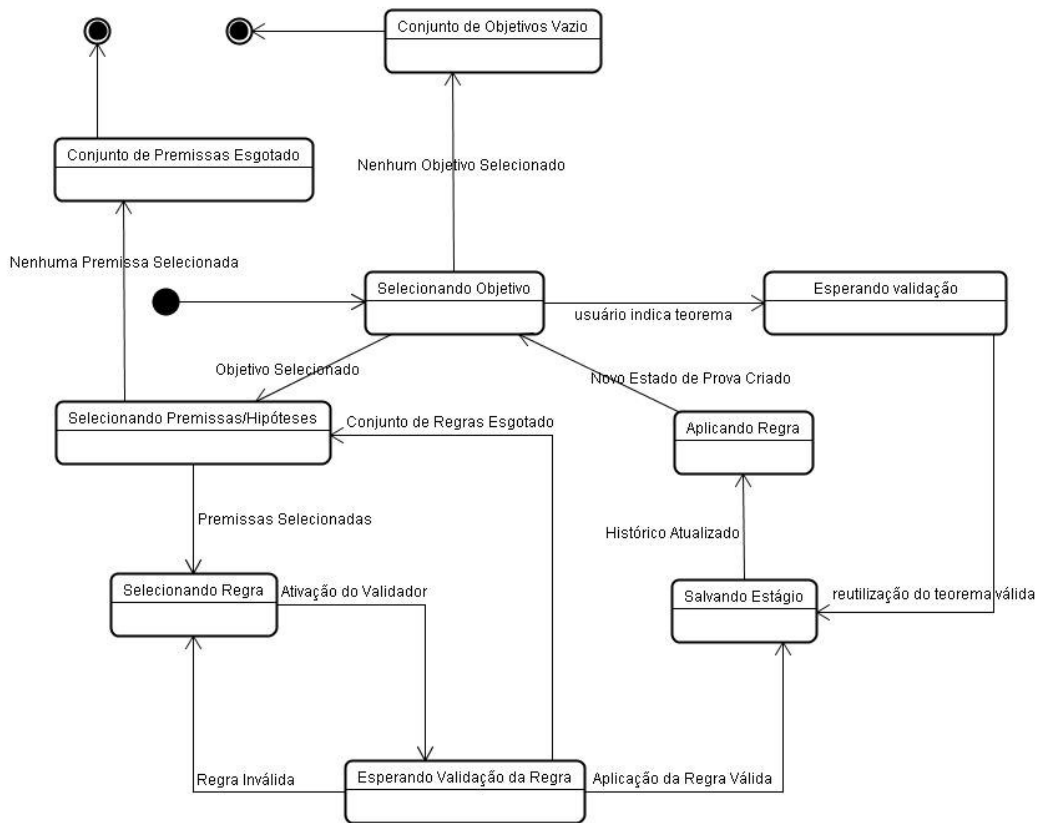 Conjunto de Objetivos Vazio
Conjunto de Premissas Esgotado
Nenhum Objetivo Selecionado
Nenhuma Premissa Selecionada
Selecionando Objetivo
Esperando validação
usuário indica teorema
Objetivo Selecionado
Novo Estado de Prova Criado
Selecionando Premissas/Hipóteses
Conjunto de Regras Esgotado
Aplicando Regra
Premissas Selecionadas
Histórico Atualizado
Selecionando Regra
Ativação do Validador
Salvando Estágio
reutilização do teorema válida
Regra Inválida
Esperando Validação da Regra
Aplicação da Regra Válida